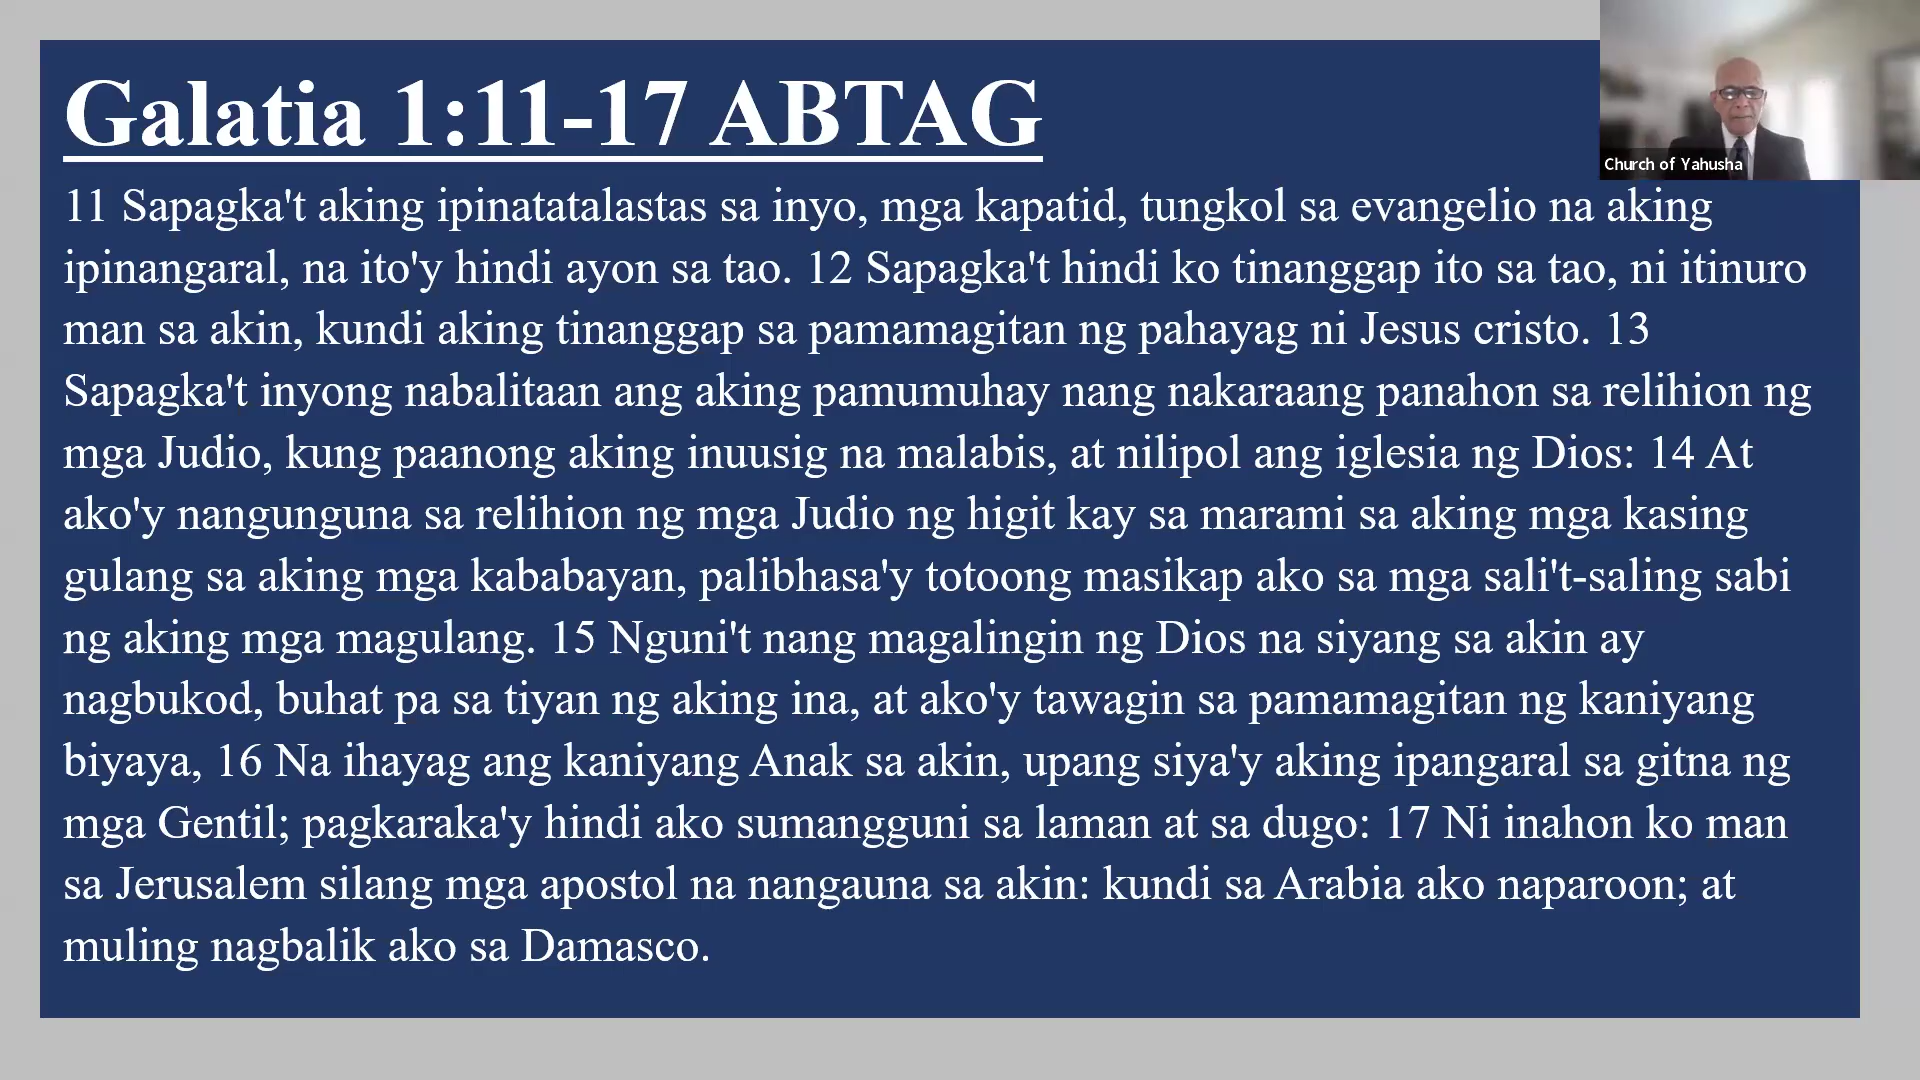 Galatia 1:11-17 ABTAG
Church of Yahusha
11 Sapagka't aking ipinatatalastas sa inyo, mga kapatid, tungkol sa evangelio na aking
ipinangaral, na ito'y hindi ayon sa tao. 12 Sapagka't hindi ko tinanggap ito sa tao, ni itinuro
man sa akin, kundi aking tinanggap sa pamamagitan ng pahayag ni Jesus cristo. 13
Sapagka't inyong nabalitaan ang aking pamumuhay nang nakaraang panahon sa relihion ng
mga Judio, kung paanong aking inuusig na malabis, at nilipol ang iglesia ng Dios: 14 At
ako'y nangunguna sa relihion ng mga Judio ng higit kay sa marami sa aking mga kasing
gulang sa aking mga kababayan, palibhasa'y totoong masikap ako sa mga sali't-saling sabi
ng aking mga magulang. 15 Nguni't nang magalingin ng Dios na siyang sa akin ay
nagbukod, buhat pa sa tiyan ng aking ina, at ako'y tawagin sa pamamagitan ng kaniyang
biyaya, 16 Na ihayag ang kaniyang Anak sa akin, upang siya'y aking ipangaral sa gitna ng
mga Gentil; pagkaraka'y hindi ako sumangguni sa laman at sa dugo: 17 Ni inahon ko man
sa Jerusalem silang mga apostol na nangauna sa akin: kundi sa Arabia ako naparoon; at
muling nagbalik ako sa Damasco.